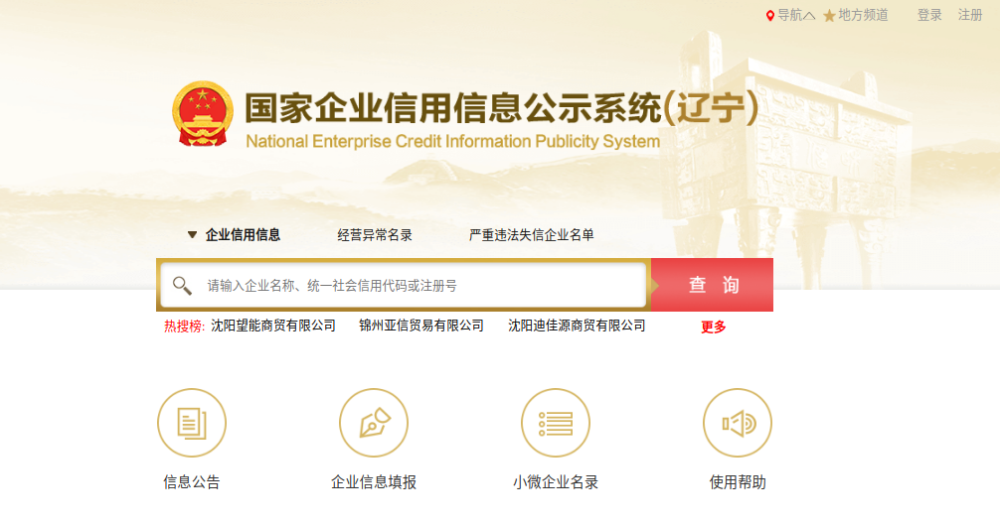 导航 地方频道 登录 注册
国家企业信用信息公示系统(辽宁)
National Enterprise Credit Information Publicity System
企业信用信息 经营异常名录 严重违法失信企业名单
请输入企业名称、统一社会信用代码或注册号 查 询
热搜榜: 沈阳望能商贸有限公司 锦州亚信贸易有限公司 沈阳迪佳源商贸有限公司 更多
信息公告 企业信息填报 小微企业名录 使用帮助